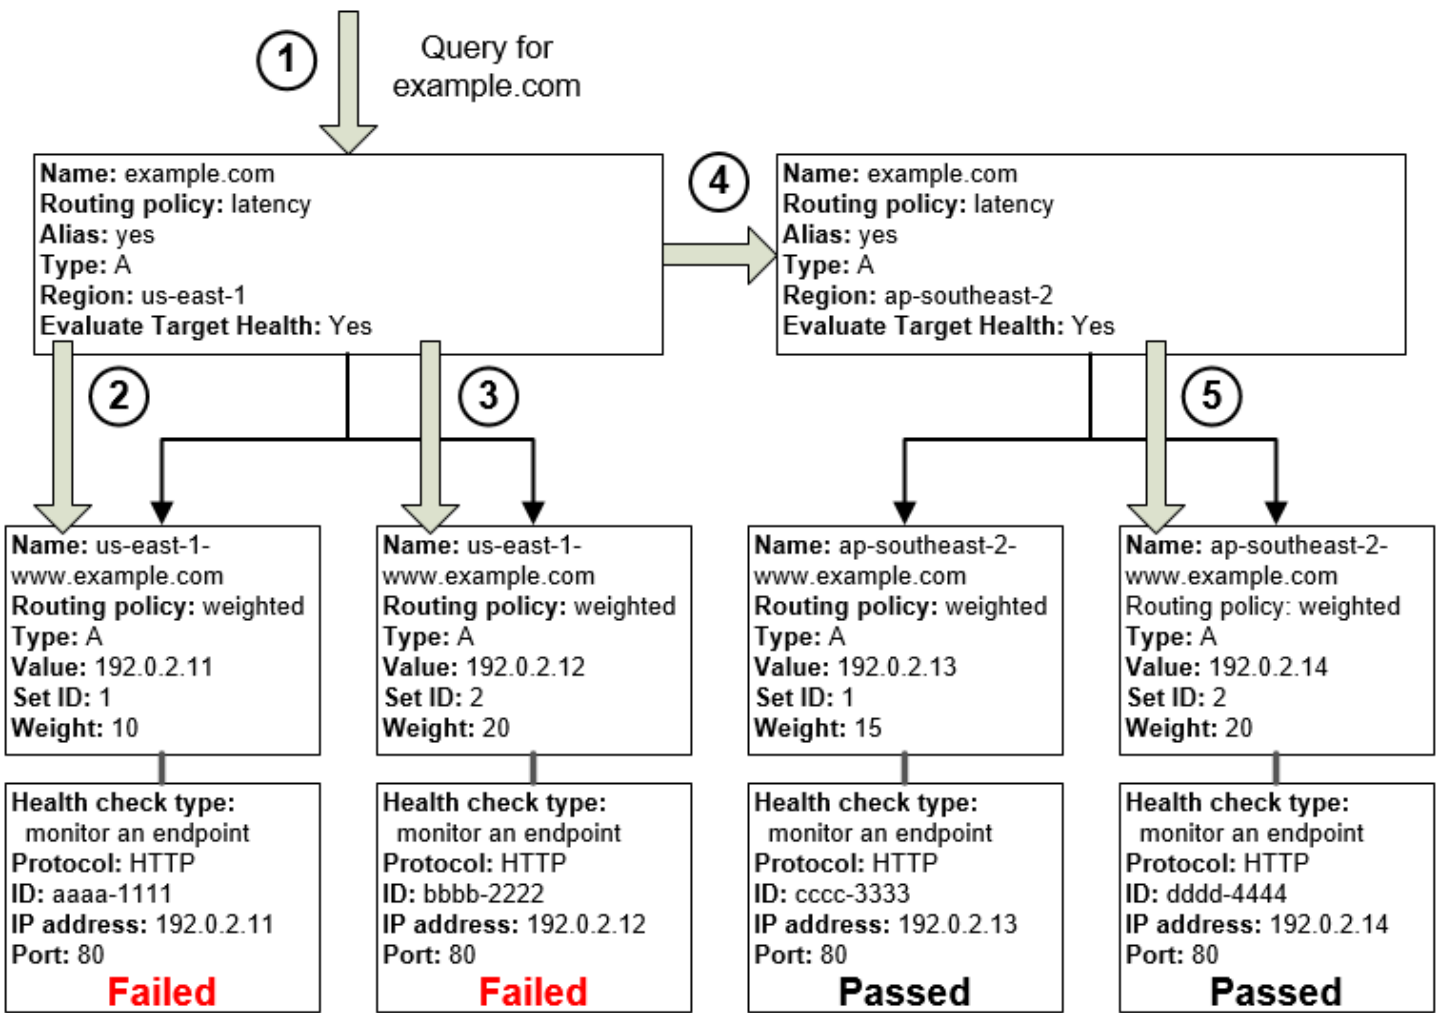 1
Query for
example.com
Name: example.com
Routing policy: latency
Alias: yes
Type: A
Region: us-east-1
Evaluate Target Health: Yes
4
Name: example.com
Routing policy: latency
Alias: yes
Type: A
Region: ap-southeast-2
Evaluate Target Health: Yes
2
3
5
Name: us-east-1-
www.example.com
Routing policy: weighted
Type: A
Value: 192.0.2.11
Set ID: 1
Weight: 10
Name: us-east-1-
www.example.com
Routing policy: weighted
Type: A
Value: 192.0.2.12
Set ID: 2
Weight: 20
Name: ap-southeast-2-
www.example.com
Routing policy: weighted
Type: A
Value: 192.0.2.13
Set ID: 1
Weight: 15
Name: ap-southeast-2-
www.example.com
Routing policy: weighted
Type: A
Value: 192.0.2.14
Set ID: 2
Weight: 20
Health check type:
monitor an endpoint
Protocol: HTTP
ID: aaaa-1111
IP address: 192.0.2.11
Port: 80
Failed
Health check type:
monitor an endpoint
Protocol: HTTP
ID: bbbb-2222
IP address: 192.0.2.12
Port: 80
Failed
Health check type:
monitor an endpoint
Protocol: HTTP
ID: cccc-3333
IP address: 192.0.2.13
Port: 80
Passed
Health check type:
monitor an endpoint
Protocol: HTTP
ID: dddd-4444
IP address: 192.0.2.14
Port: 80
Passed